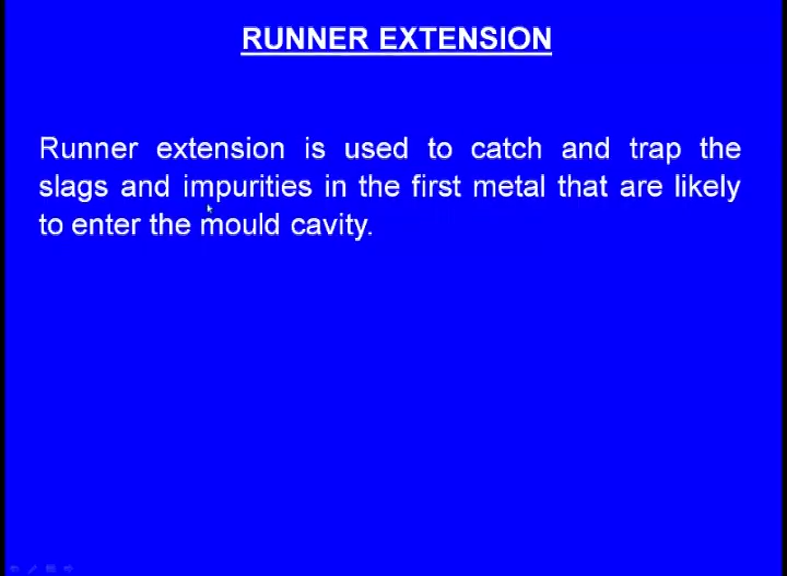 RUNNER EXTENSION
Runner extension is used to catch and trap the
slags and impurities in the first metal that are likely
to enter the mould cavity.